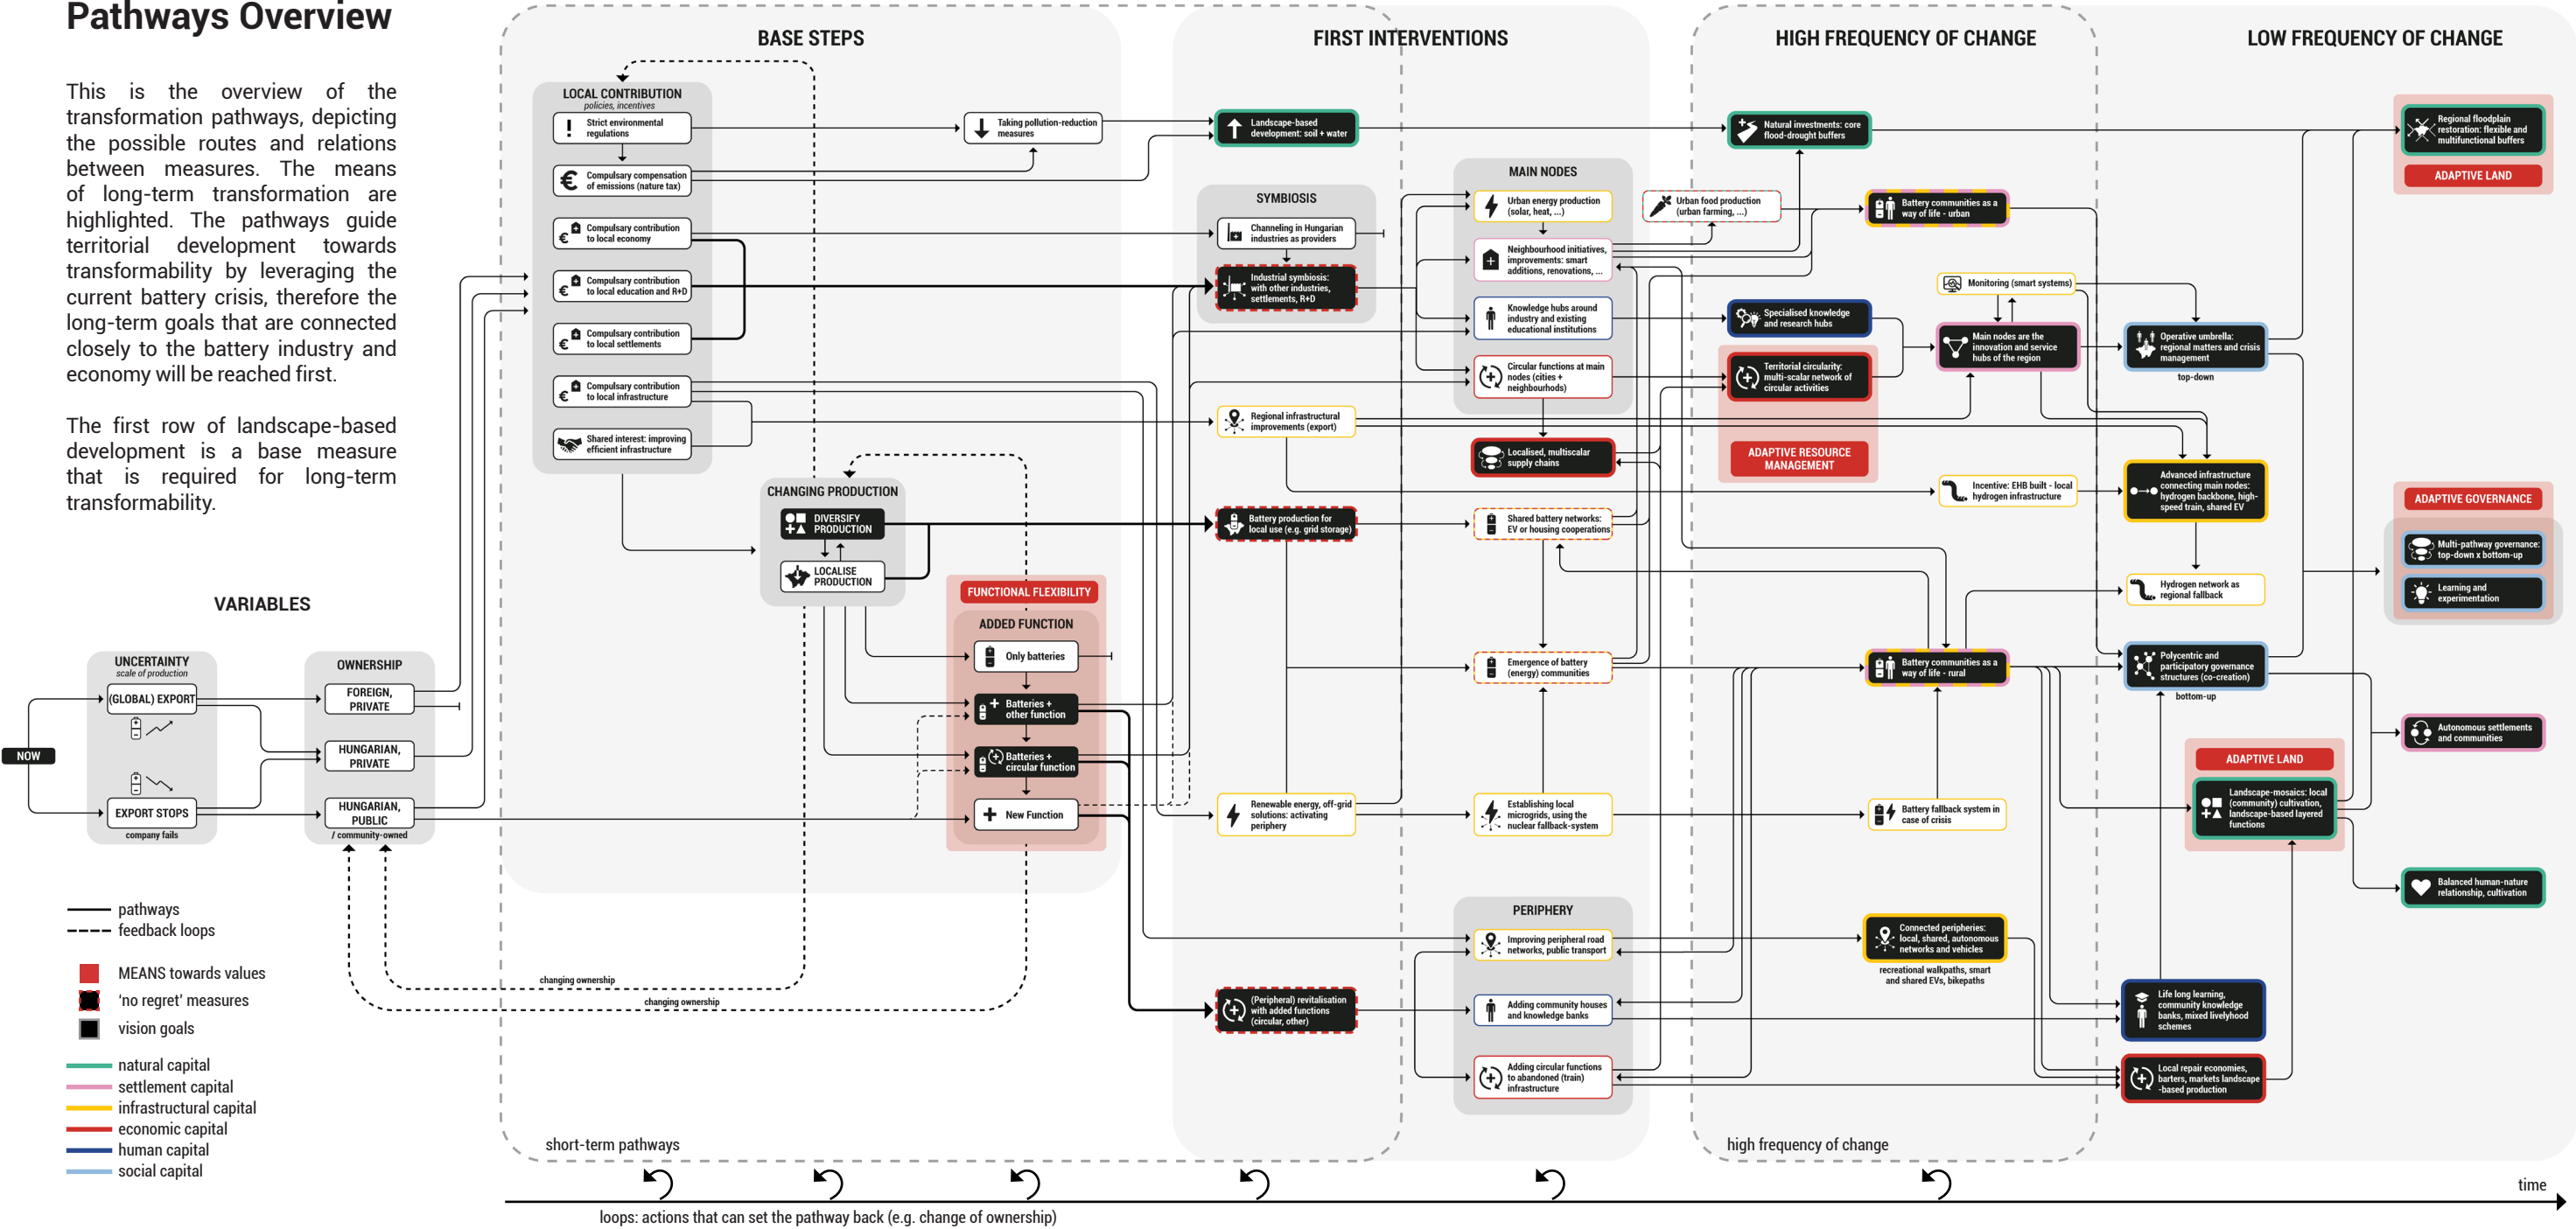 Pathways Overview
This is the overview of the
transformation pathways, depicting
the possible routes and relations
between measures. The means
of long-term transformation are
highlighted. The pathways guide
territorial development towards
transformability by leveraging the
current battery crisis, therefore the
long-term goals that are connected
closely to the battery industry and
economy will be reached first.
The first row of landscape-based
development is a base measure
that is required for long-term
transformability.
VARIABLES
NOW
UNCERTAINTY
scale of production
(GLOBAL) EXPORT
EXPORT STOPS
company fails
OWNERSHIP
FOREIGN,
PRIVATE
HUNGARIAN,
PRIVATE
HUNGARIAN,
PUBLIC
/ community-owned
pathways
feedback loops
MEANS towards values
'no regret' measures
vision goals
natural capital
settlement capital
infrastructural capital
economic capital
human capital
social capital
BASE STEPS
LOCAL CONTRIBUTION
policies, incentives
Strict environmental
regulations
Compulsary compensation
of emissions (nature tax)
Compulsary contribution
to local economy
Compulsary contribution
to local education and R+D
Compulsary contribution
to local settlements
Compulsary contribution
to local infrastructure
Shared interest: improving
efficient infrastructure
Taking pollution-reduction
measures
CHANGING PRODUCTION
DIVERSIFY
PRODUCTION
LOCALISE
PRODUCTION
FUNCTIONAL FLEXIBILITY
ADDED FUNCTION
Only batteries
Batteries +
other function
Batteries +
circular function
New Function
changing ownership
changing ownership
short-term pathways
FIRST INTERVENTIONS
Landscape-based
development: soil + water
SYMBIOSIS
Channeling in Hungarian
industries as providers
Industrial symbiosis:
with other industries,
settlements, R+D
Regional infrastructural
improvements (export)
Battery production for
local use (e.g. grid storage)
Renewable energy, off-grid
solutions: activating
periphery
(Peripheral) revitalisation
with added functions
(circular, other)
MAIN NODES
Urban energy production
(solar, heat, ...)
Neighbourhood initiatives,
improvements: smart
additions, renovations, ...
Knowledge hubs around
industry and existing
educational institutions
Circular functions at main
nodes (cities +
neighbourhods)
Localised, multiscalar
supply chains
Shared battery networks:
EV or housing cooperations
Emergence of battery
(energy) communities
Establishing local
microgrids, using the
nuclear fallback-system
PERIPHERY
Improving peripheral road
networks, public tranport
Adding community houses
and knowledge banks
Adding circular functions
to abandoned (train)
infrastructure
HIGH FREQUENCY OF CHANGE
Natural investments: core
flood-drought buffers
Urban food production
(urban farming, ...)
Battery communities as a
way of life - urban
Specialised knowledge
and research hubs
Territorial circularity:
multi-scalar network of
circular activities
ADAPTIVE RESOURCE
MANAGEMENT
Monitoring (smart systems)
Main nodes are the
innovation and service
hubs of the region
Incentive: EHB built - local
hydrogen infrastructure
Battery communities as a
way of life - rural
Battery fallback system in
case of crisis
Connected peripheries:
local, shared, autonomous
networks and vehicles
recreational walkpaths, smart
and shared EVs, bikepaths
high frequency of change
LOW FREQUENCY OF CHANGE
Regional floodplain
restoration: flexible and
multifunctional buffers
ADAPTIVE LAND
Operative umbrella:
regional matters and crisis
management
top-down
Advanced infrastructure
connecting main nodes:
hydrogen backbone, high-
speed train, shared EV
Hydrogen network as
regional fallback
ADAPTIVE GOVERNANCE
Multi-pathway governance:
top-down x bottom-up
Learning and
experimentation
Polycentric and
participatory governance
structures (co-creation)
bottom-up
Autonomous settlements
and communities
ADAPTIVE LAND
Landscape-mosaics: local
(community) cultivation,
landscape-based layered
functions
Balanced human-nature
relationship, cultivation
Life long learning,
community knowledge
banks, mixed livelyhood
schemes
Local repair economies,
barters, markets landscape
-based production
time
loops: actions that can set the pathway back (e.g. change of ownership)